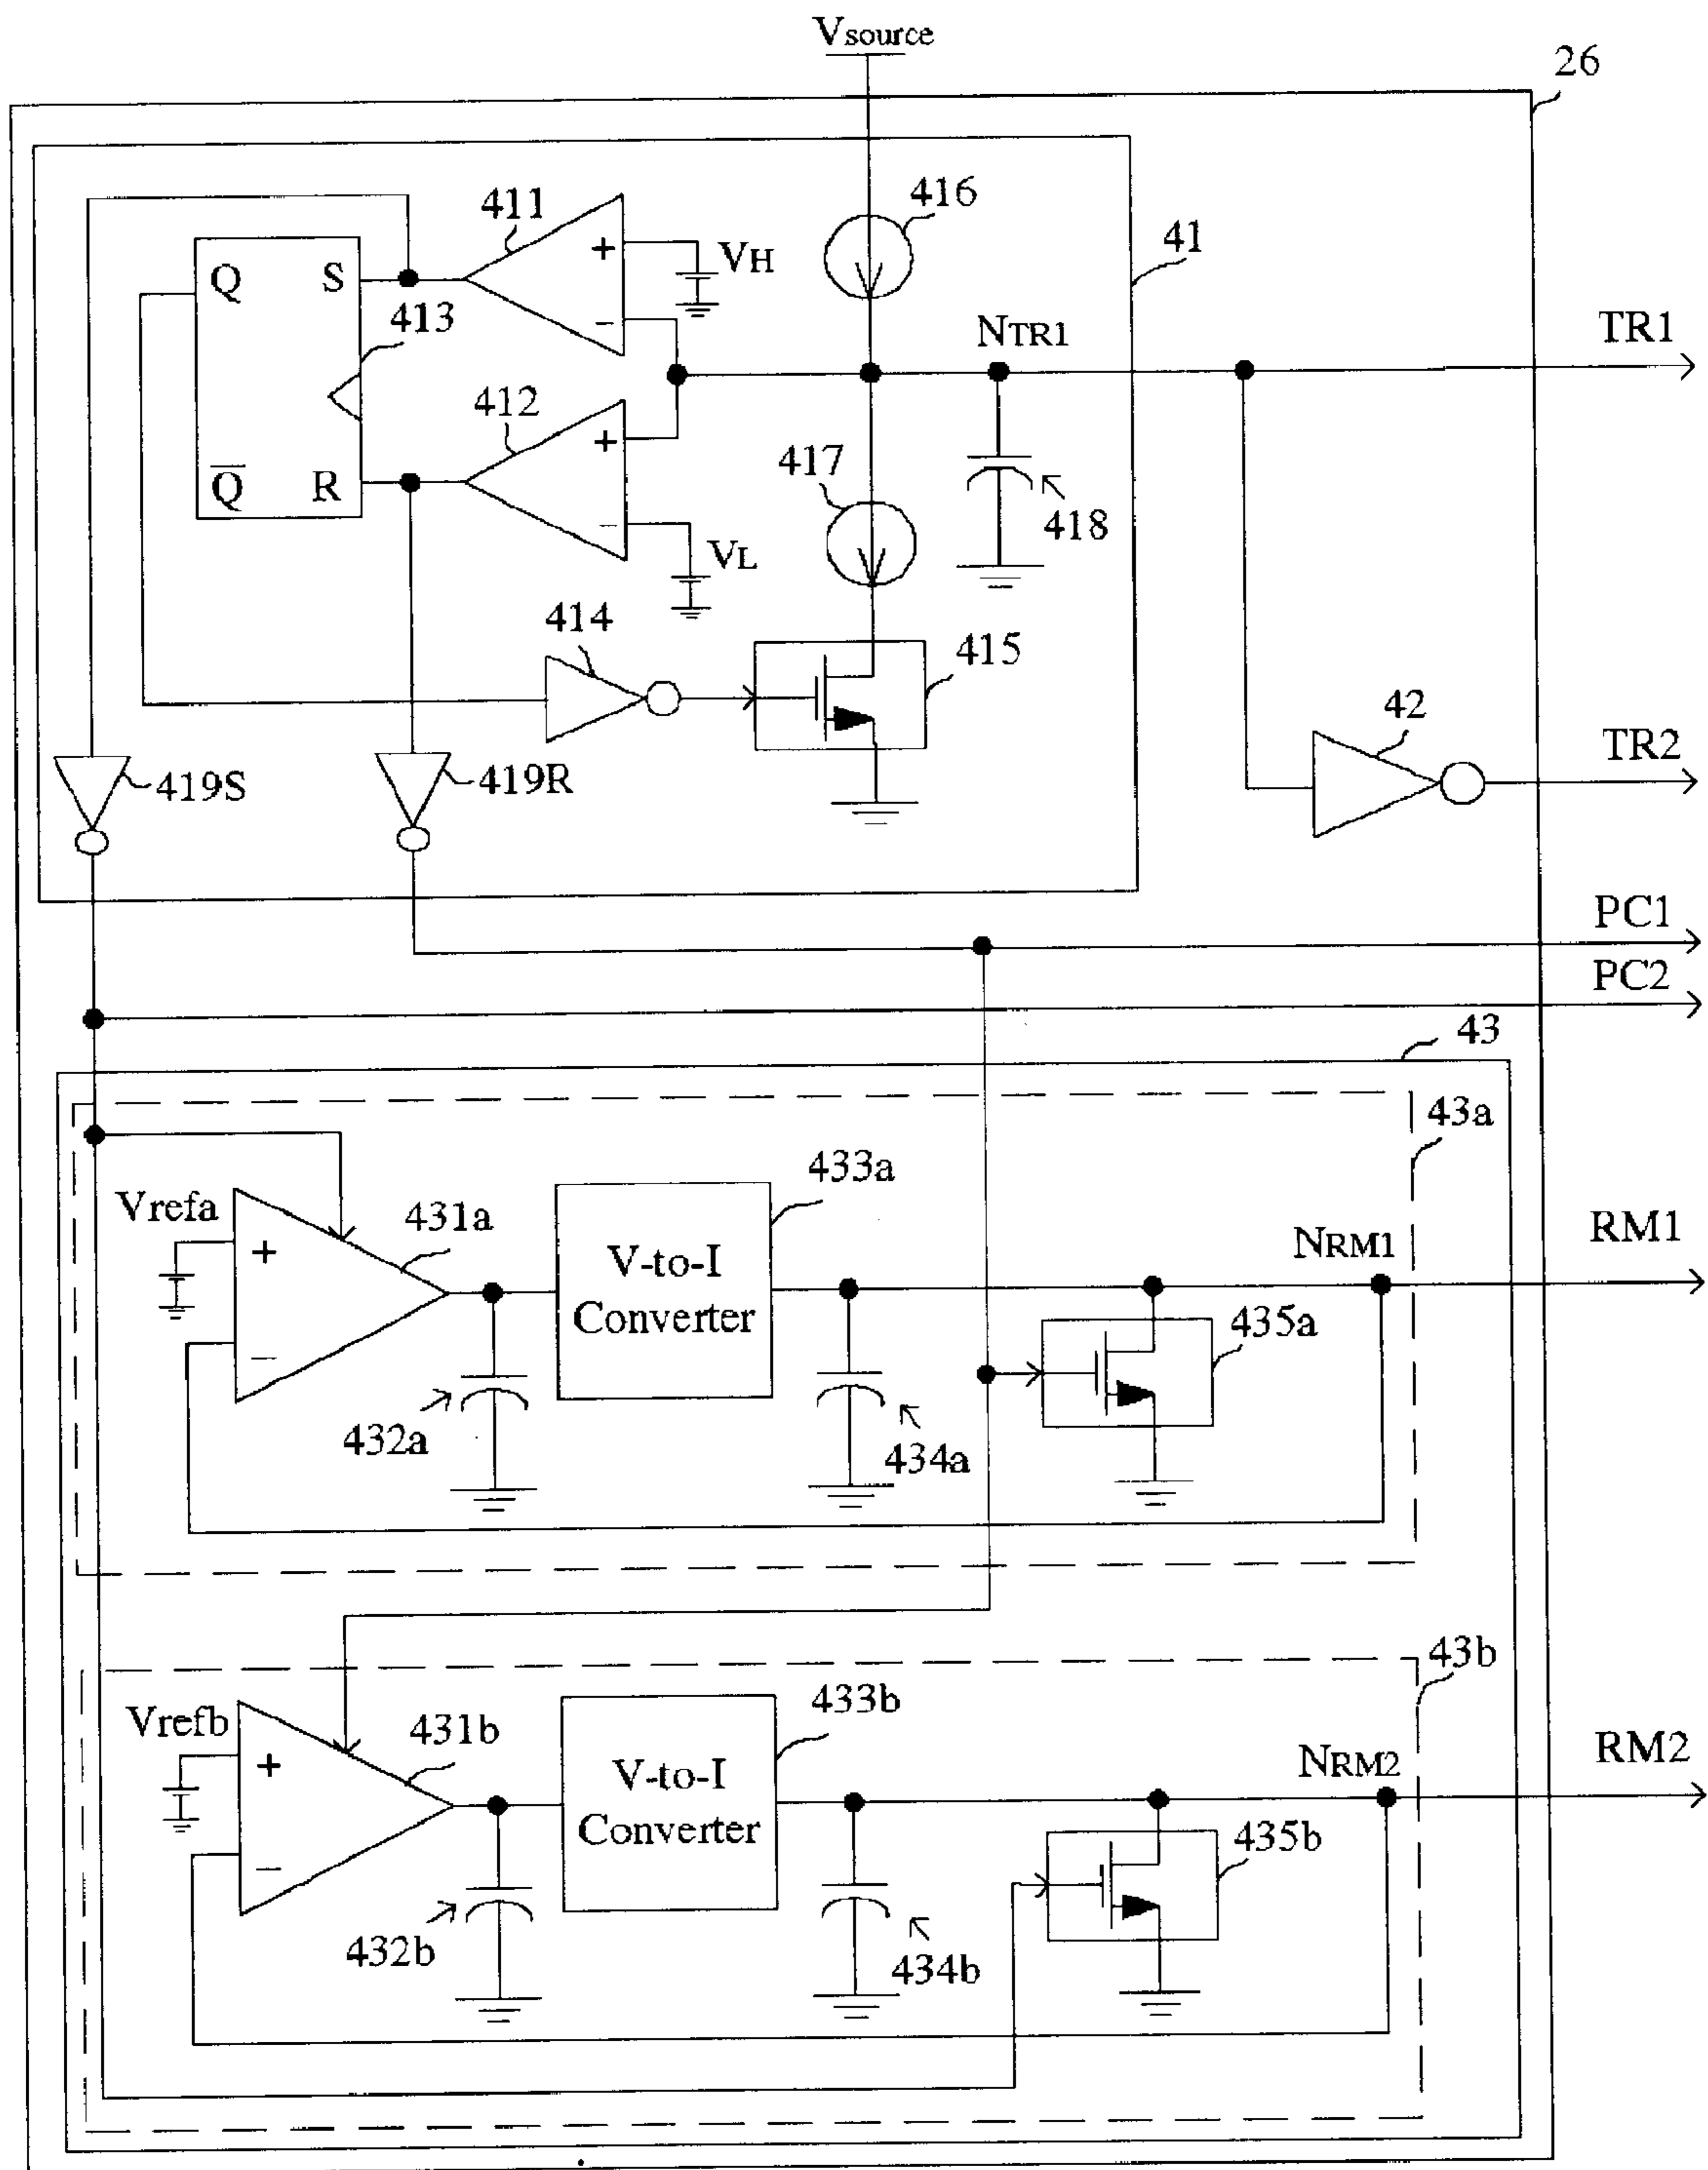 Vsource
26
416
411
+
VH
41
Q
S
413
−
NTR1
TR1
412
+
417
Q̅
R
−
418
VL
414
415
42
TR2
419S
419R
PC1
PC2
43
43a
433a
Vrefa
431a
RM1
+
V-to-I
Converter
NRM1
435a
−
432a
434a
43b
433b
Vrefb
431b
RM2
+
V-to-I
Converter
NRM2
435b
−
432b
434b